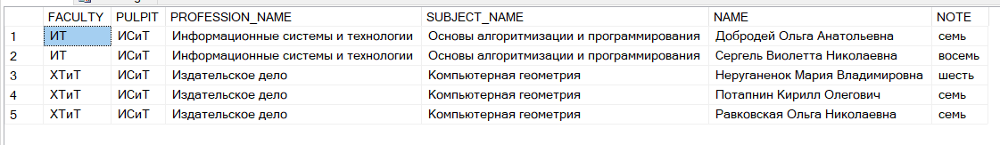 FACULTY PULPIT PROFESSION_NAME SUBJECT_NAME NAME NOTE
1 ИТ ИСиТ Информационные системы и технологии Основы алгоритмизации и программирования Добродей Ольга Анатольевна семь
2 ИТ ИСиТ Информационные системы и технологии Основы алгоритмизации и программирования Сергель Виолетта Николаевна восемь
3 ХТиТ ИСиТ Издательское дело Компьютерная геометрия Неруганенок Мария Владимировна шесть
4 ХТиТ ИСиТ Издательское дело Компьютерная геометрия Потапнин Кирилл Олегович семь
5 ХТиТ ИСиТ Издательское дело Компьютерная геометрия Равковская Ольга Николаевна семь